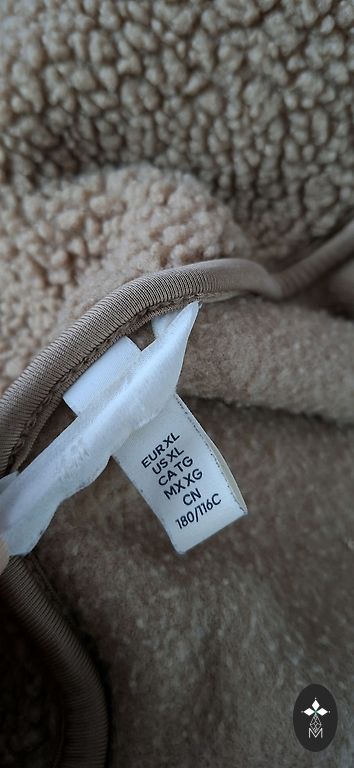 EUR XL
US XL
CA TG
MX XG
CN
180/116C
M